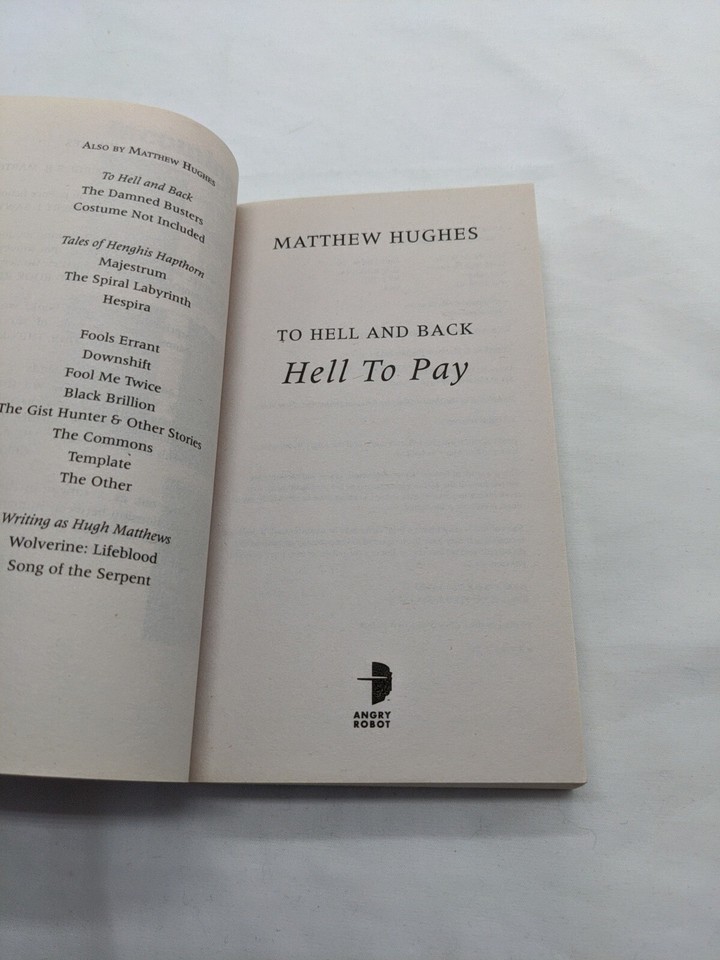 ALSO BY MATTHEW HUGHES
To Hell and Back
The Damned Busters
Costume Not Included
Tales of Henghis Hapthorn
Majestrum
The Spiral Labyrinth
Hespira
Fools Errant
Downshift
Fool Me Twice
Black Brillion
The Gist Hunter & Other Stories
The Commons
Template
The Other
Writing as Hugh Matthews
Wolverine: Lifeblood
Song of the Serpent
MATTHEW HUGHES
TO HELL AND BACK
Hell To Pay
ANGRY
ROBOT